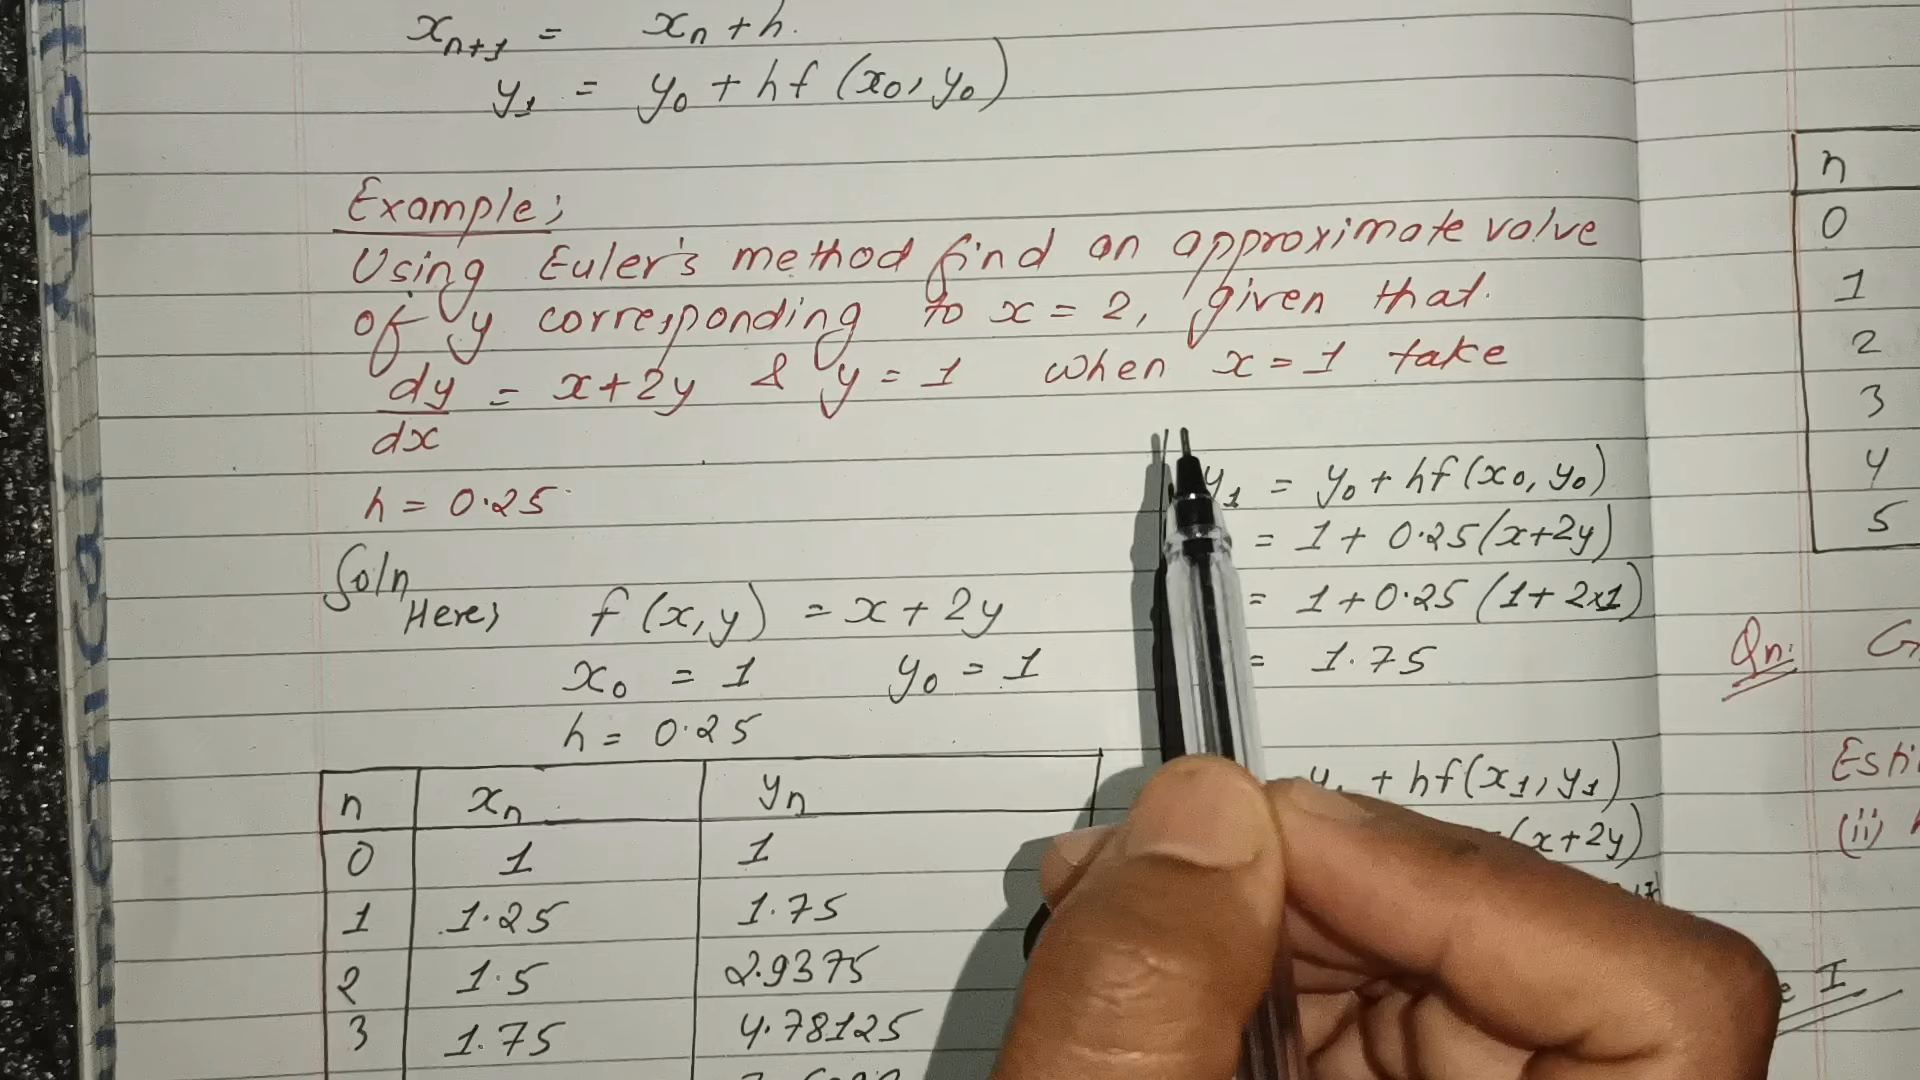 xn+1 = xn + h.
y1 = y0 + hf (x0, y0)
Example;
Using Euler's method find an approximate valve
of y corresponding to x = 2, given that.
dy/dx = x+2y & y = 1 when x = 1 take
h = 0.25
Soln
Here; f (x, y) = x + 2y
x0 = 1 y0 = 1
h = 0.25
n xn yn
0 1 1
1 1.25 1.75
2 1.5 2.9375
3 1.75 4.78125
y1 = y0 + hf (x0, y0)
= 1 + 0.25 (x+2y)
= 1 + 0.25 (1 + 2x1)
= 1.75
+ hf (x1, y1)
(x+2y)
n
0
1
2
3
4
5
Qn:
(ii)
I